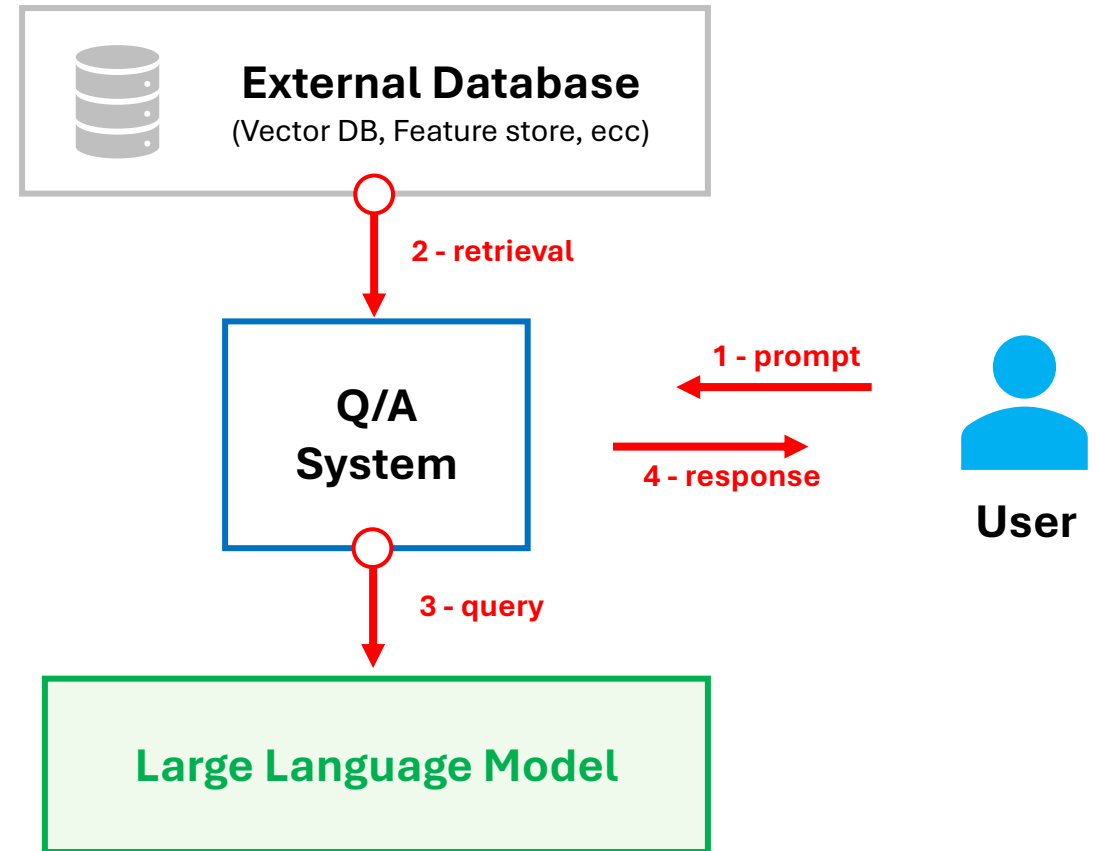 External Database
(Vector DB, Feature store, ecc)
2 - retrieval
1 - prompt
Q/A
System
4 - response
User
3 - query
Large Language Model